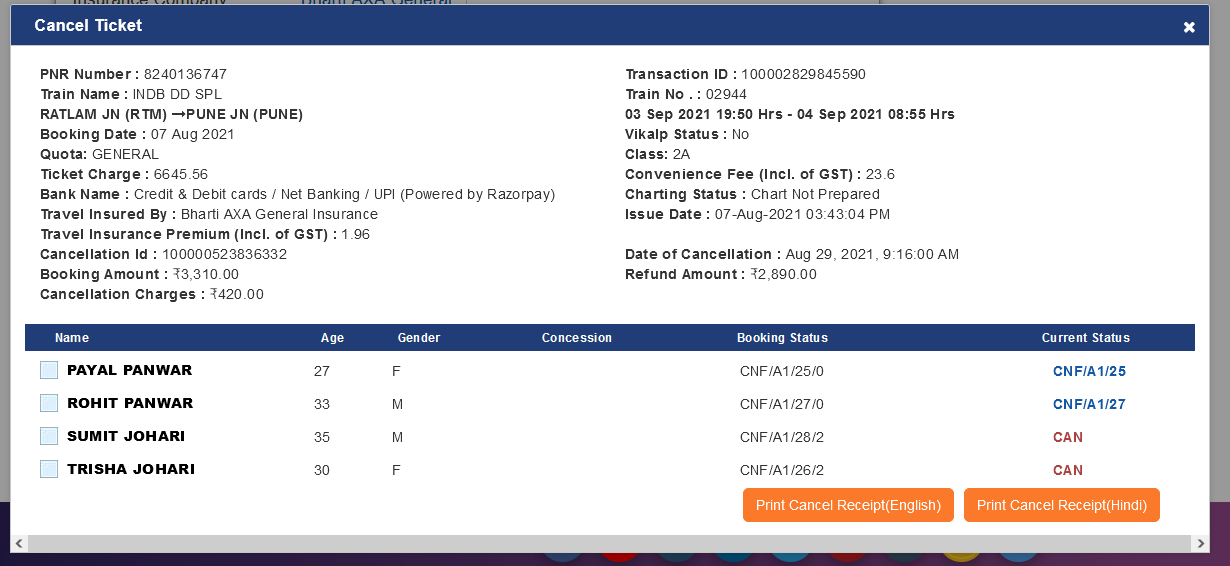 Insurance Company Bharti AXA General
Cancel Ticket ×
PNR Number : 8240136747 Transaction ID : 100002829845590
Train Name : INDB DD SPL Train No . : 02944
RATLAM JN (RTM) →PUNE JN (PUNE) 03 Sep 2021 19:50 Hrs - 04 Sep 2021 08:55 Hrs
Booking Date : 07 Aug 2021 Vikalp Status : No
Quota: GENERAL Class: 2A
Ticket Charge : 6645.56 Convenience Fee (Incl. of GST) : 23.6
Bank Name : Credit & Debit cards / Net Banking / UPI (Powered by Razorpay) Charting Status : Chart Not Prepared
Travel Insured By : Bharti AXA General Insurance Issue Date : 07-Aug-2021 03:43:04 PM
Travel Insurance Premium (Incl. of GST) : 1.96
Cancellation Id : 100000523836332 Date of Cancellation : Aug 29, 2021, 9:16:00 AM
Booking Amount : ₹3,310.00 Refund Amount : ₹2,890.00
Cancellation Charges : ₹420.00
Name Age Gender Concession Booking Status Current Status
PAYAL PANWAR 27 F CNF/A1/25/0 CNF/A1/25
ROHIT PANWAR 33 M CNF/A1/27/0 CNF/A1/27
SUMIT JOHARI 35 M CNF/A1/28/2 CAN
TRISHA JOHARI 30 F CNF/A1/26/2 CAN
Print Cancel Receipt(English) Print Cancel Receipt(Hindi)